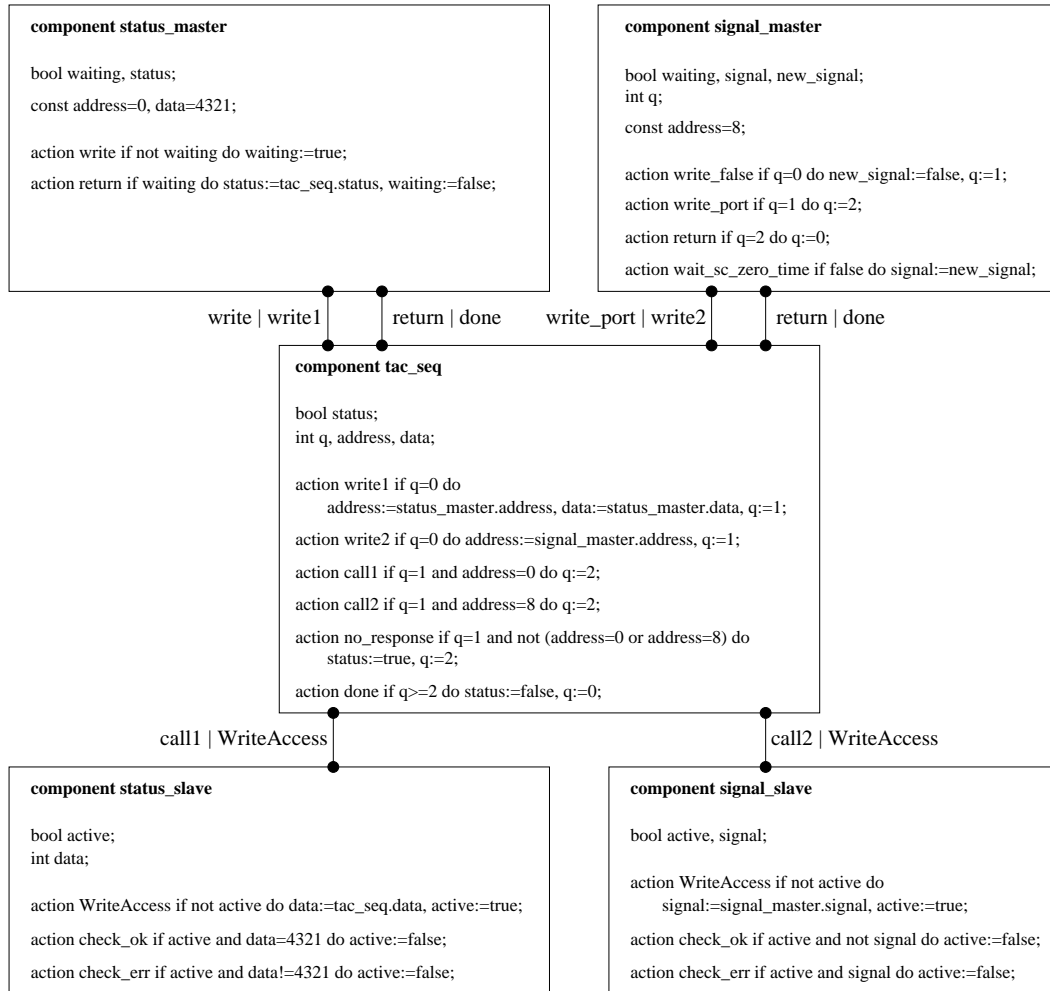 component status_master
bool waiting, status;
const address=0, data=4321;
action write if not waiting do waiting:=true;
action return if waiting do status:=tac_seq.status, waiting:=false;
component signal_master
bool waiting, signal, new_signal;
int q;
const address=8;
action write_false if q=0 do new_signal:=false, q:=1;
action write_port if q=1 do q:=2;
action return if q=2 do q:=0;
action wait_sc_zero_time if false do signal:=new_signal;
write | write1
return | done
write_port | write2
return | done
component tac_seq
bool status;
int q, address, data;
action write1 if q=0 do
address:=status_master.address, data:=status_master.data, q:=1;
action write2 if q=0 do address:=signal_master.address, q:=1;
action call1 if q=1 and address=0 do q:=2;
action call2 if q=1 and address=8 do q:=2;
action no_response if q=1 and not (address=0 or address=8) do
status:=true, q:=2;
action done if q>=2 do status:=false, q:=0;
call1 | WriteAccess
call2 | WriteAccess
component status_slave
bool active;
int data;
action WriteAccess if not active do data:=tac_seq.data, active:=true;
action check_ok if active and data=4321 do active:=false;
action check_err if active and data!=4321 do active:=false;
component signal_slave
bool active, signal;
action WriteAccess if not active do
signal:=signal_master.signal, active:=true;
action check_ok if active and not signal do active:=false;
action check_err if active and signal do active:=false;